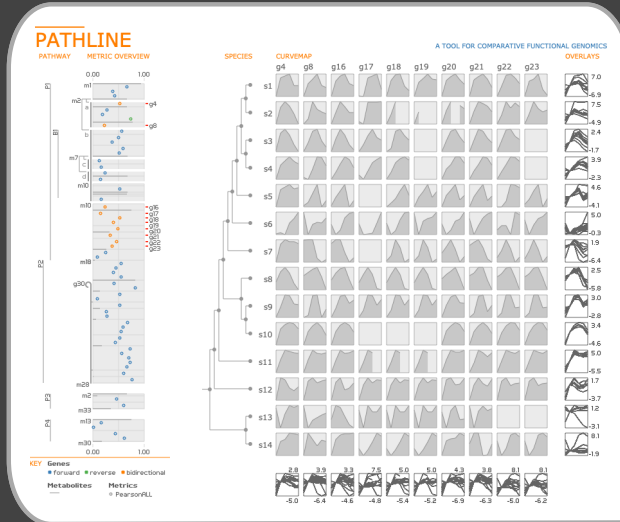 PATHLINE
A TOOL FOR COMPARATIVE FUNCTIONAL GENOMICS
PATHWAY METRIC OVERVIEW SPECIES CURVEMAP OVERLAYS
0.00 1.00 g4 g8 g16 g17 g18 g19 g20 g21 g22 g23
P1
B1
P2
P3
P4
m1
m2
g4
g8
b
m7
c
d
m10
m10
g16
g17
g18
g19
g20
g21
g22
g23
m18
g30
m28
m2
m33
m13
m30
0.00 1.00
s1 7.0
-6.9
s2 7.5
-4.9
s3 2.4
-1.7
s4 3.9
-2.3
s5 4.6
-4.1
s6 5.0
-0.3
s7 1.9
-6.4
s8 2.5
-5.8
s9 3.0
-2.8
s10 3.4
-4.6
s11 5.0
-5.5
s12 1.7
-3.7
s13 1.2
-3.1
s14 8.1
-1.9
2.8 3.9 3.3 7.5 5.0 5.0 4.3 3.8 8.1 8.1
-5.0 -6.4 -4.6 -4.8 -4.9 -5.2 -6.9 -6.3 -5.0 -6.2
KEY Genes
forward reverse bidirectional
Metabolites Metrics
PearsonALL